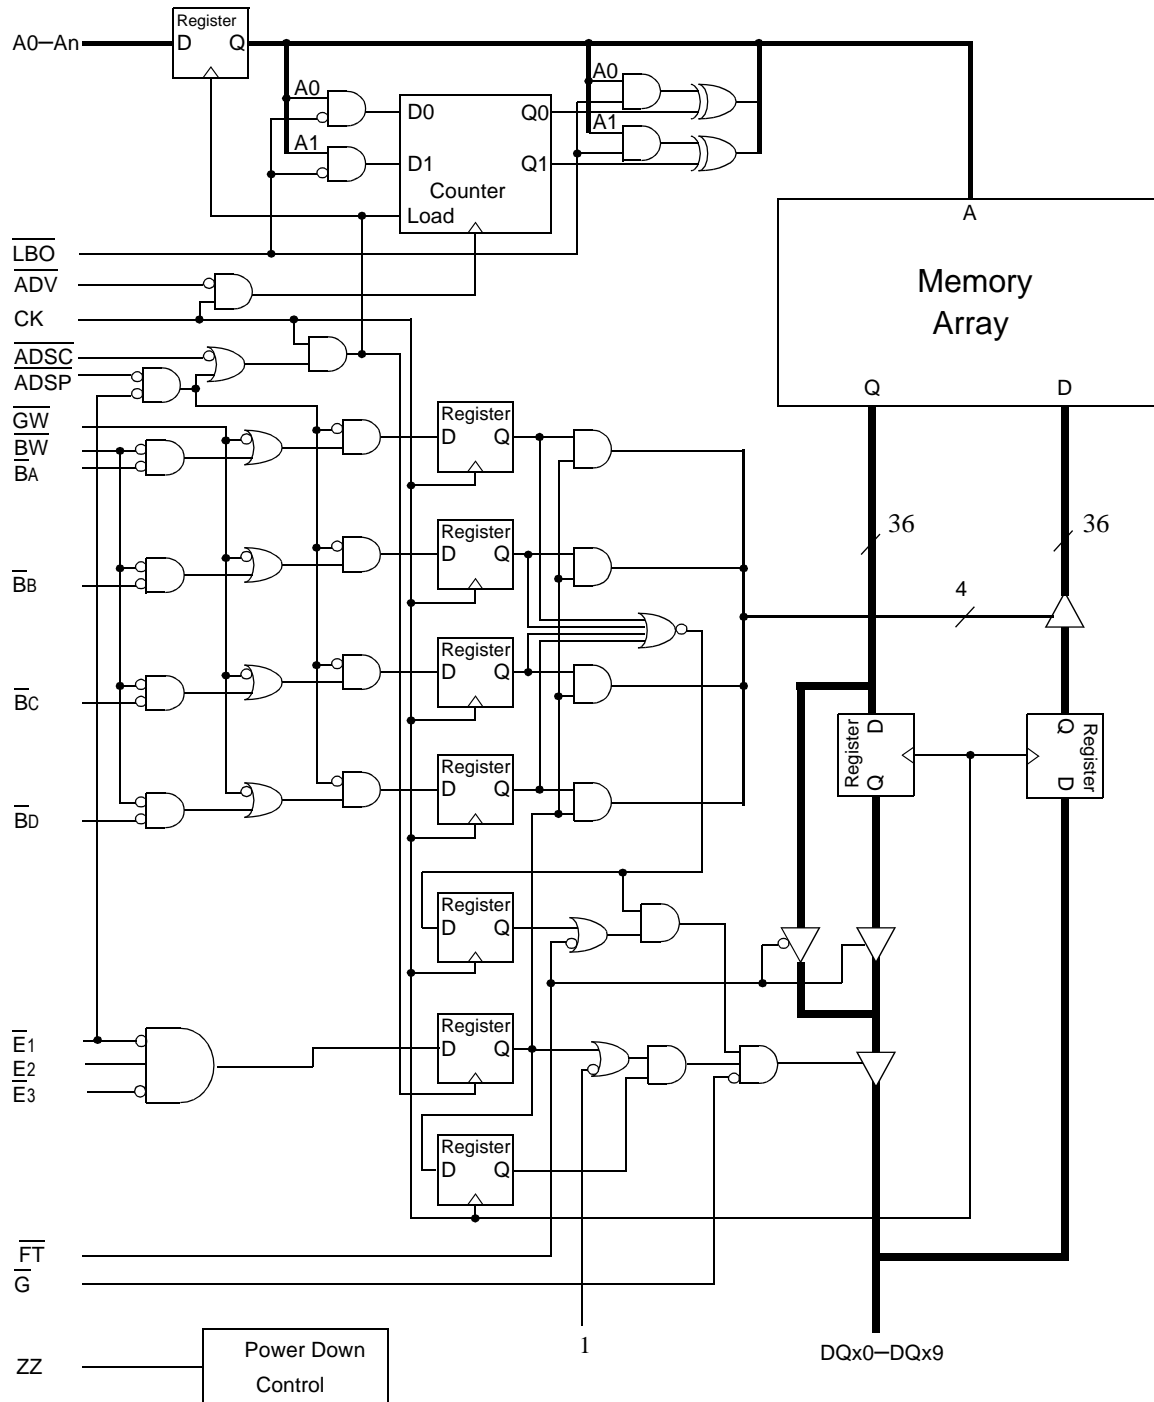 Register
A0–An
D Q
A0
A0
D0
Q0
A1
A1
D1
Q1
Counter
Load
A
LBO
ADV
CK
Memory
Array
ADSC
ADSP
Q D
GW
BW
BA
Register
D Q
36
36
BB
Register
D Q
4
BC
Register
D Q
D
Register
Q
Q
Register
D
BD
Register
D Q
Register
D Q
E1
E2
E3
Register
D Q
Register
D Q
FT
G
1
DQx0–DQx9
ZZ
Power Down
Control